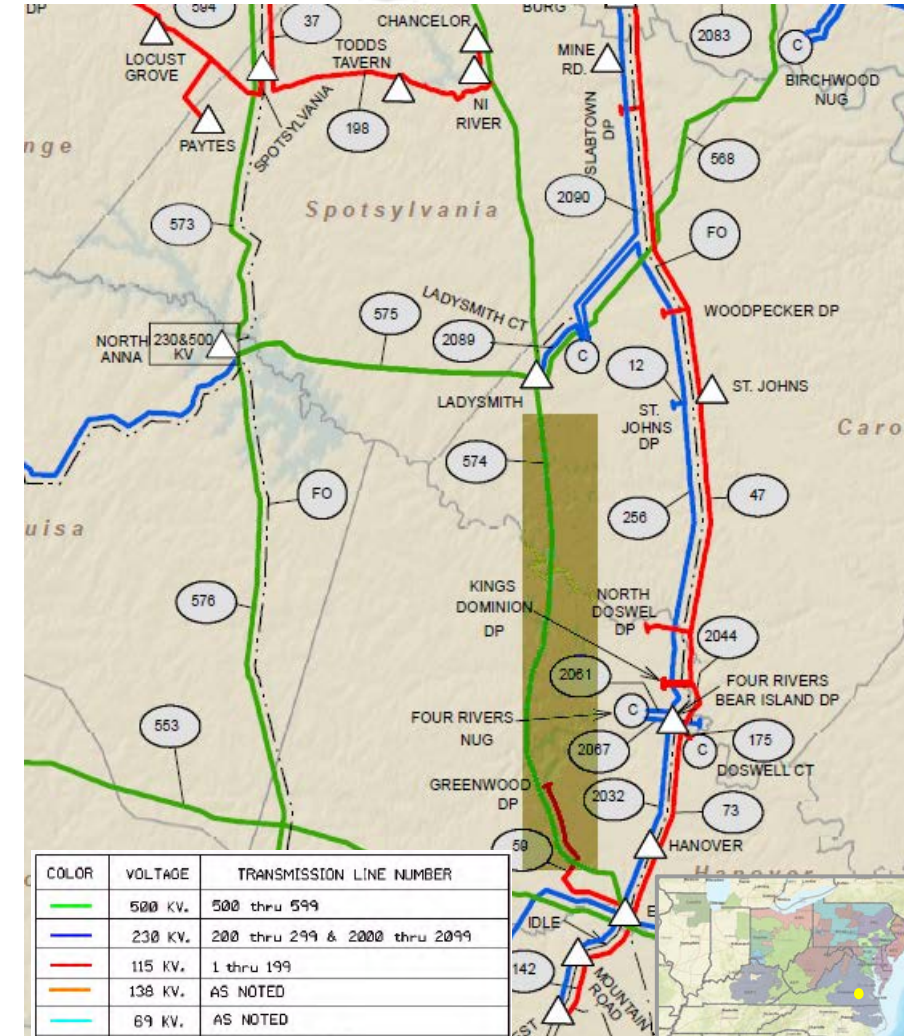 DP
594
37
CHANCELOR
BURG
2083
C
LOCUST
GROVE
TODDS
TAVERN
MINE
RD.
BIRCHWOOD
NUG
PAYTES
SPOTSYLVANIA
198
NI
RIVER
SLABTOWN
DP
568
nge
2090
Spotsylvania
573
FO
LADYSMITH CT
575
WOODPECKER DP
NORTH
ANNA
230&500
KV
2089
C
12
LADYSMITH
ST. JOHNS
ST.
JOHNS
DP
Caro
574
FO
256
47
uisa
KINGS
DOMINION
DP
NORTH
DOSWEL
DP
576
2044
2061
FOUR RIVERS
BEAR ISLAND DP
553
FOUR RIVERS
NUG
C
2067
C
175
DOSWELL CT
GREENWOOD
DP
2032
73
59
HANOVER
Hanover
IDLE
E
142
MOUNTAIN
ROAD
EST
COLOR VOLTAGE TRANSMISSION LINE NUMBER
500 KV. 500 thru 599
230 KV. 200 thru 299 & 2000 thru 2099
115 KV. 1 thru 199
138 KV. AS NOTED
69 KV. AS NOTED